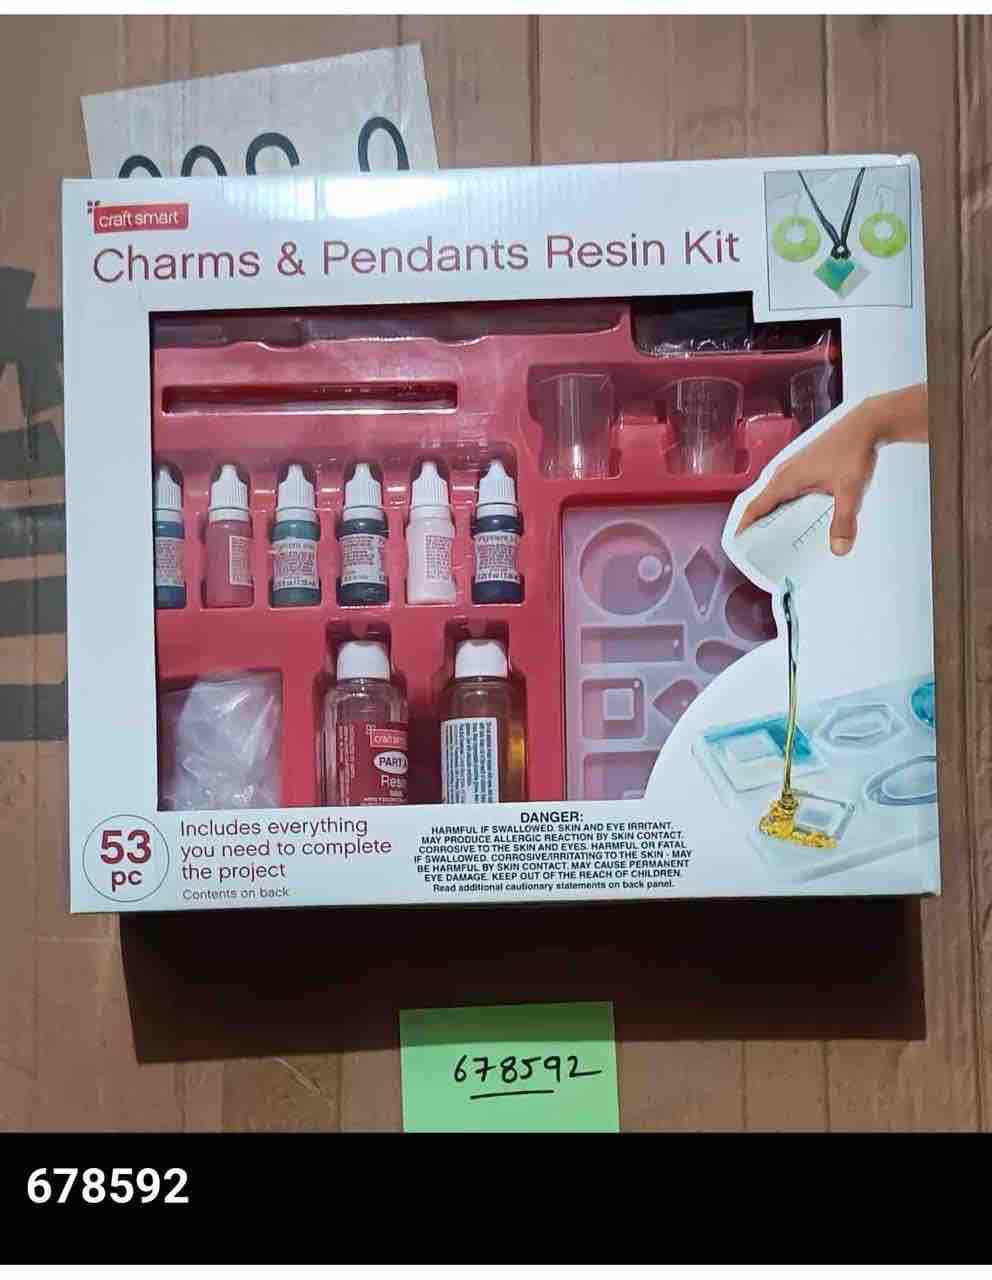 craft smart
Charms & Pendants Resin Kit
craft smart
PART A
53
pc
Includes everything
you need to complete
the project
Contents on back
DANGER:
HARMFUL IF SWALLOWED. SKIN AND EYE IRRITANT.
MAY PRODUCE ALLERGIC REACTION BY SKIN CONTACT.
CORROSIVE TO THE SKIN AND EYES. HARMFUL OR FATAL
IF SWALLOWED. CORROSIVE/IRRITATING TO THE SKIN - MAY
BE HARMFUL BY SKIN CONTACT. MAY CAUSE PERMANENT
EYE DAMAGE. KEEP OUT OF THE REACH OF CHILDREN.
Read additional cautionary statements on back panel.
678592
678592